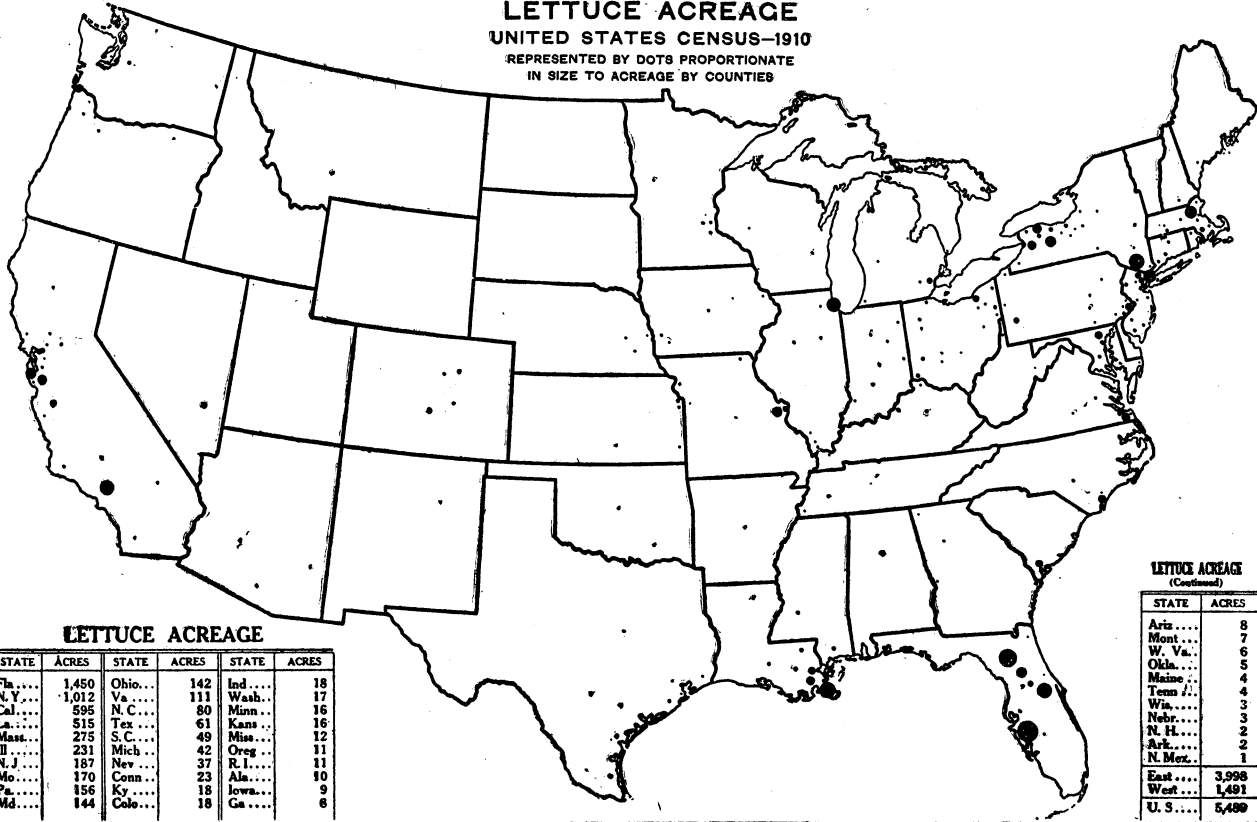 LETTUCE ACREAGE
UNITED STATES CENSUS—1910
REPRESENTED BY DOTS PROPORTIONATE
IN SIZE TO ACREAGE BY COUNTIES
LETTUCE ACREAGE
STATE ACRES STATE ACRES STATE ACRES
Fla.... 1,450 Ohio... 142 Ind.... 18
N.Y.... 1,012 Va... 111 Wash.. 17
Cal.... 595 N. C... 80 Minn.. 16
La..... 515 Tex... 61 Kans.. 16
Mass... 275 S. C... 49 Miss.. 12
Ill.... 231 Mich.. 42 Oreg.. 11
N. J... 187 Nev... 37 R. I... 11
Mo.... 170 Conn.. 23 Ala.... 10
Pa.... 156 Ky... 18 Iowa.. 9
Md.... 144 Colo... 18 Ga...
LETTUCE ACREAGE
(Continued)
STATE ACRES
Ariz.... 8
Mont... 7
W. Va.. 6
Okla... 5
Maine.. 4
Tenn... 4
Wis.... 3
Nebr... 3
N. H... 2
Ark.... 2
N. Mex.. 1
East.... 3,998
West... 1,491
U. S.... 5,489